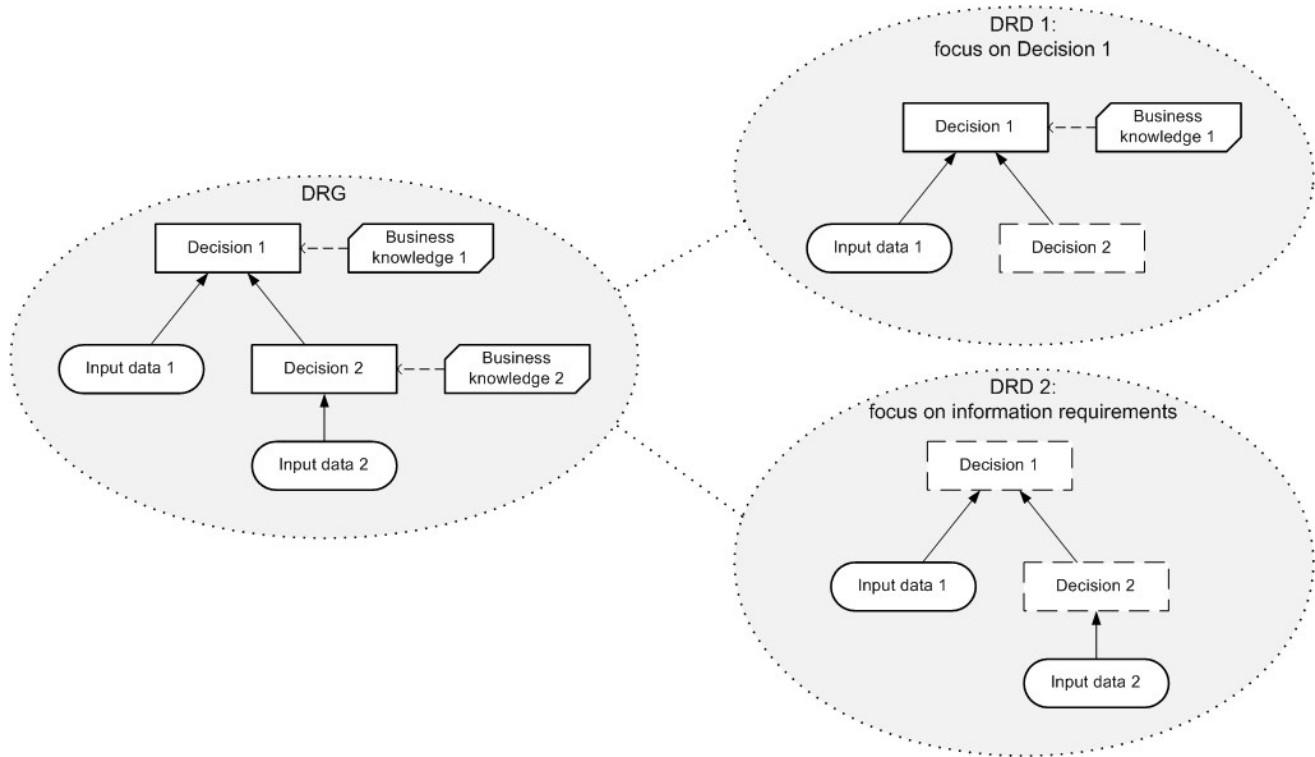 DRG
Decision 1
Business
knowledge 1
Input data 1
Decision 2
Business
knowledge 2
Input data 2
DRD 1:
focus on Decision 1
Decision 1
Business
knowledge 1
Input data 1
Decision 2
DRD 2:
focus on information requirements
Decision 1
Input data 1
Decision 2
Input data 2